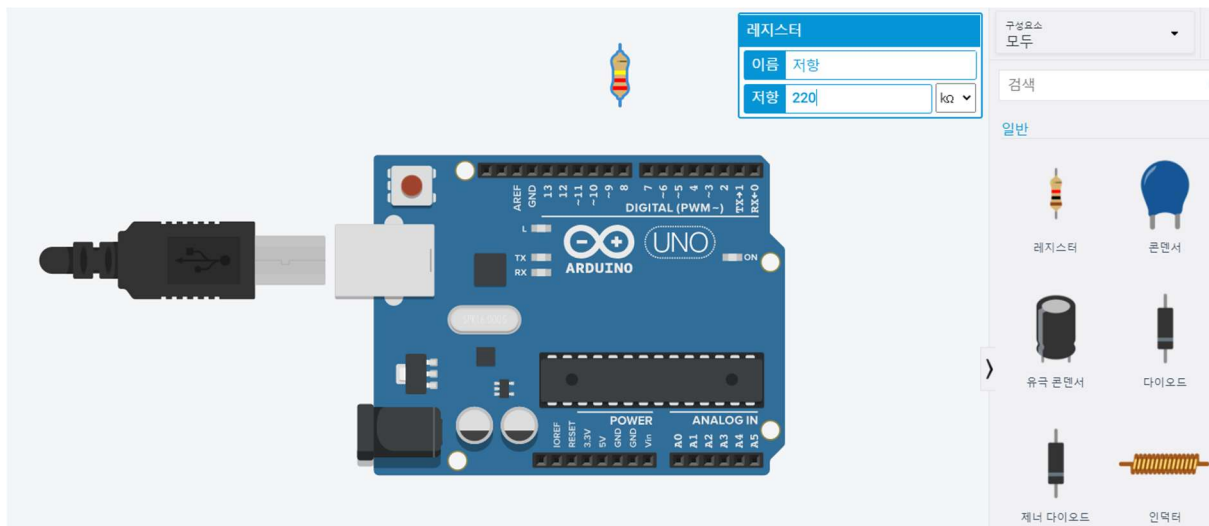 레지스터
이름 저항
저항 220 kΩ
구성요소
모두
검색
일반
레지스터
콘덴서
유극 콘덴서
다이오드
제너 다이오드
인덕터
AREF
GND
13
12
~11
~10
~9
8
7
~6
~5
4
~3
2
TX→1
RX←0
DIGITAL (PWM~)
L
TX
RX
ARDUINO
UNO
ON
POWER
ANALOG IN
IOREF
RESET
3.3V
5V
GND
GND
Vin
A0
A1
A2
A3
A4
A5